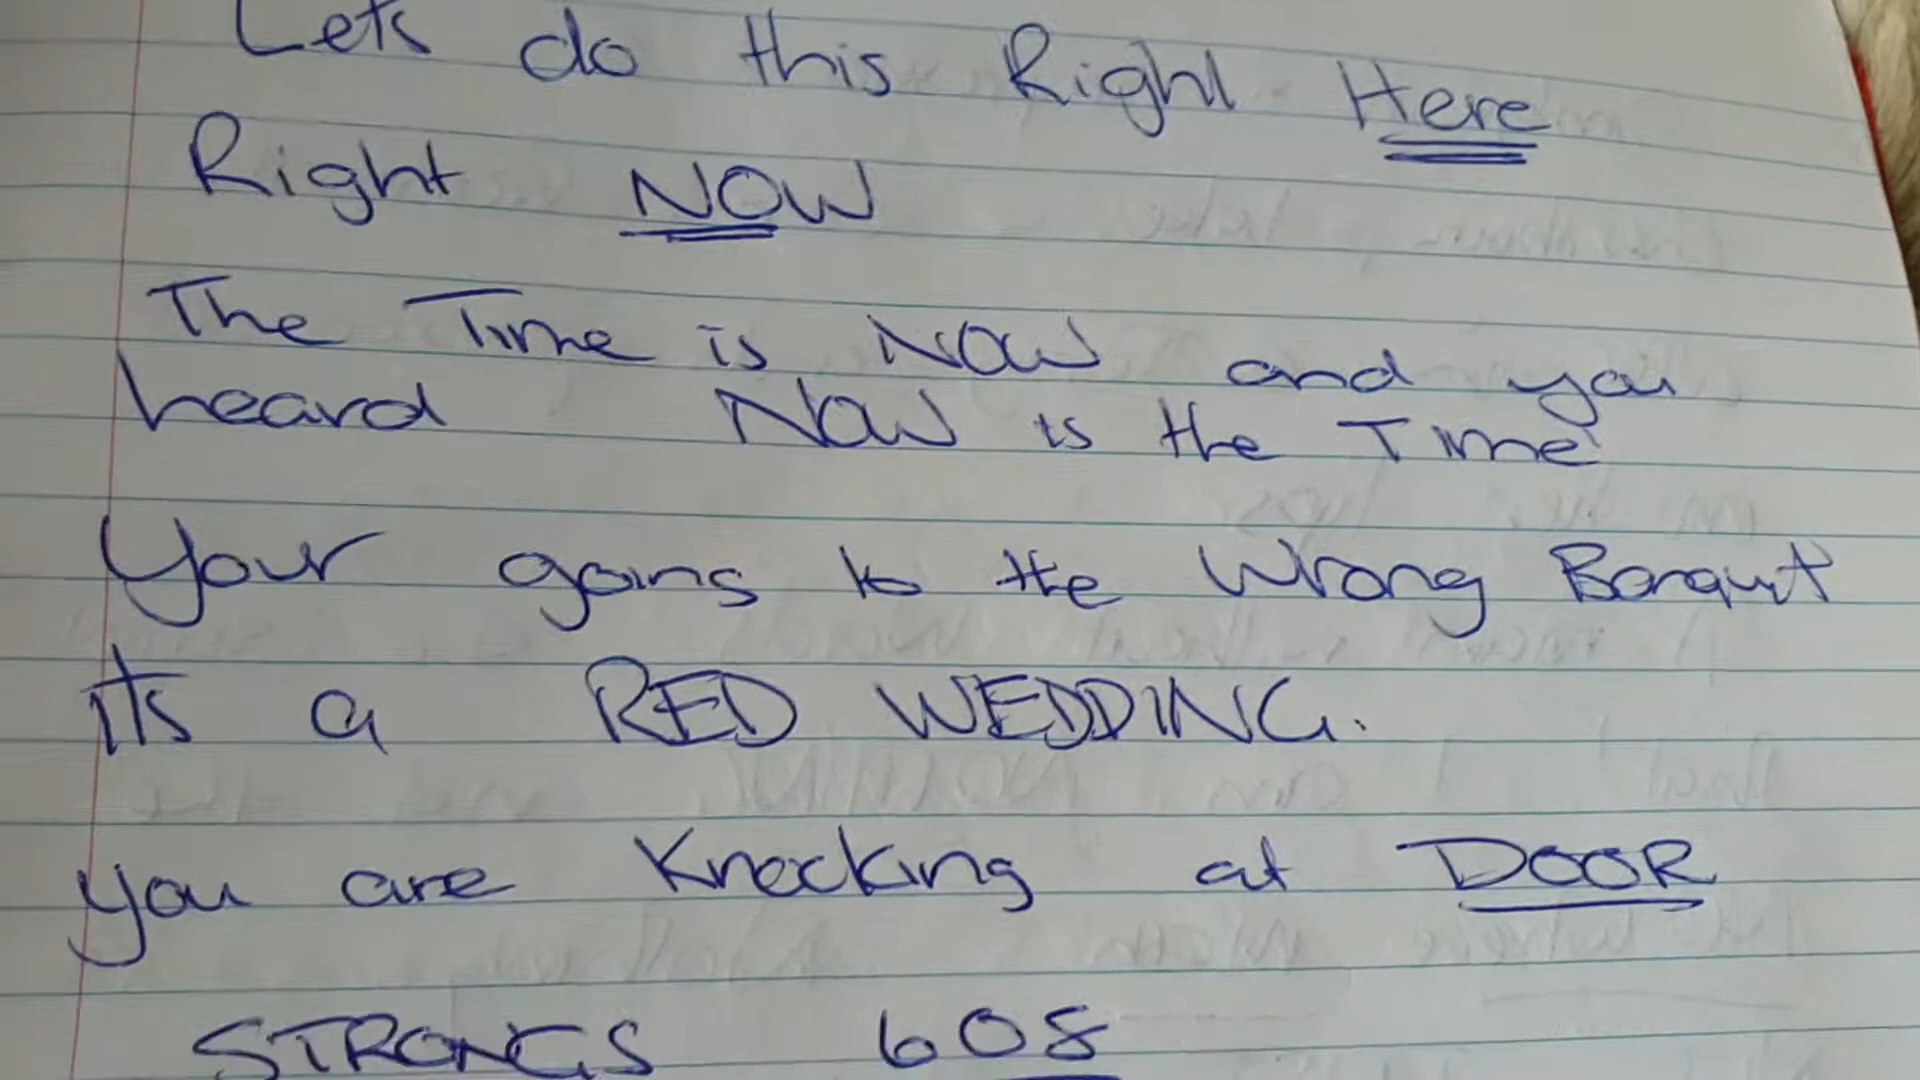 Lets do this Right Here
Right NOW
The Time is NOW and you
heard NOW is the Time
Your going to the Wrong Banqut
its a RED WEDDING.
you are Knocking at DOOR
STRONGS 608